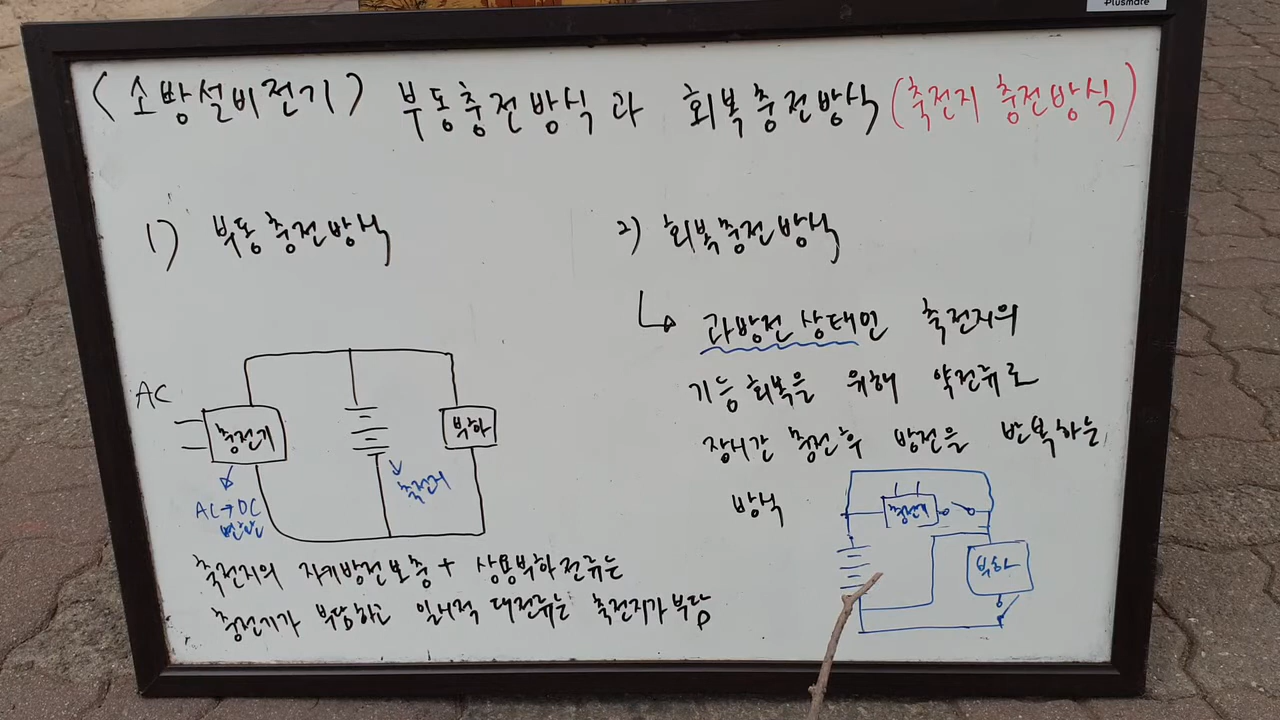 Plusmate
<소방설비전기> 부동충전방식과 회복충전방식 (축전지 충전방식)
1) 부동충전방식
AC
충전기
부하
축전지
AC→DC
변환
축전지의 자기방전보충 + 상용부하전류는
충전기가 부담하고 일시적 대전류는 축전지가 부담
2) 회복충전방식
과방전 상태인 축전지의
기능 회복을 위해 약전류로
장시간 충전 후 방전을 반복하는
방식
충전기
부하